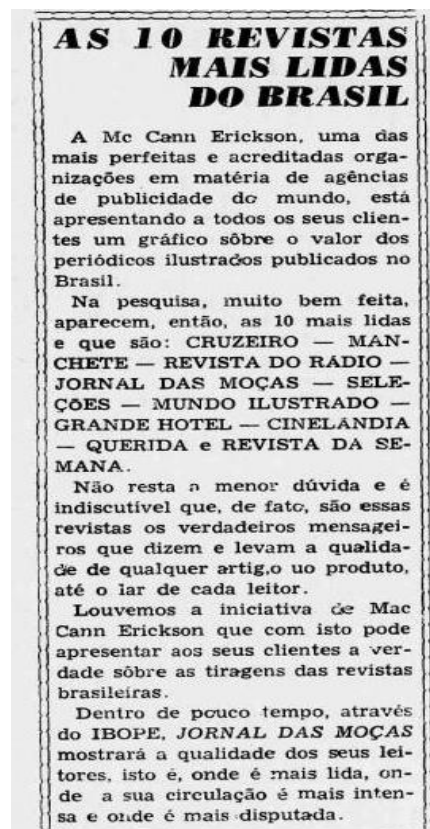 AS 10 REVISTAS
MAIS LIDAS
DO BRASIL
A Mc Cann Erickson, uma das
mais perfeitas e acreditadas orga-
nizações em matéria de agências
de publicidade do mundo, está
apresentando a todos os seus clien-
tes um gráfico sôbre o valor dos
periódicos ilustrados publicados no
Brasil.
Na pesquisa, muito bem feita,
aparecem, então, as 10 mais lidas
e que são: CRUZEIRO — MAN-
CHETE — REVISTA DO RÁDIO —
JORNAL DAS MOÇAS — SELE-
ÇÕES — MUNDO ILUSTRADO —
GRANDE HOTEL — CINELÂNDIA
— QUERIDA e REVISTA DA SE-
MANA.
Não resta a menor dúvida e é
indiscutível que, de fato, são essas
revistas os verdadeiros mensagei-
ros que dizem e levam a qualida-
de de qualquer artig,o uo produto,
até o lar de cada leitor.
Louvemos a iniciativa de Mac
Cann Erickson que com isto pode
apresentar aos seus clientes a ver-
dade sôbre as tiragens das revistas
brasileiras.
Dentro de pouco tempo, através
do IBOPE, JORNAL DAS MOÇAS
mostrará a qualidade dos seus lei-
tores, isto é, onde é mais lida, on-
de a sua circulação é mais inten-
sa e onde é mais disputada.